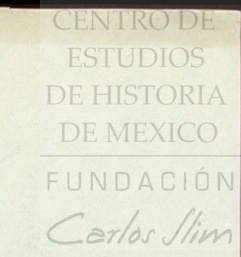 CENTRO DE
ESTUDIOS
DE HISTORIA
DE MEXICO
FUNDACIÓN
Carlos Slim